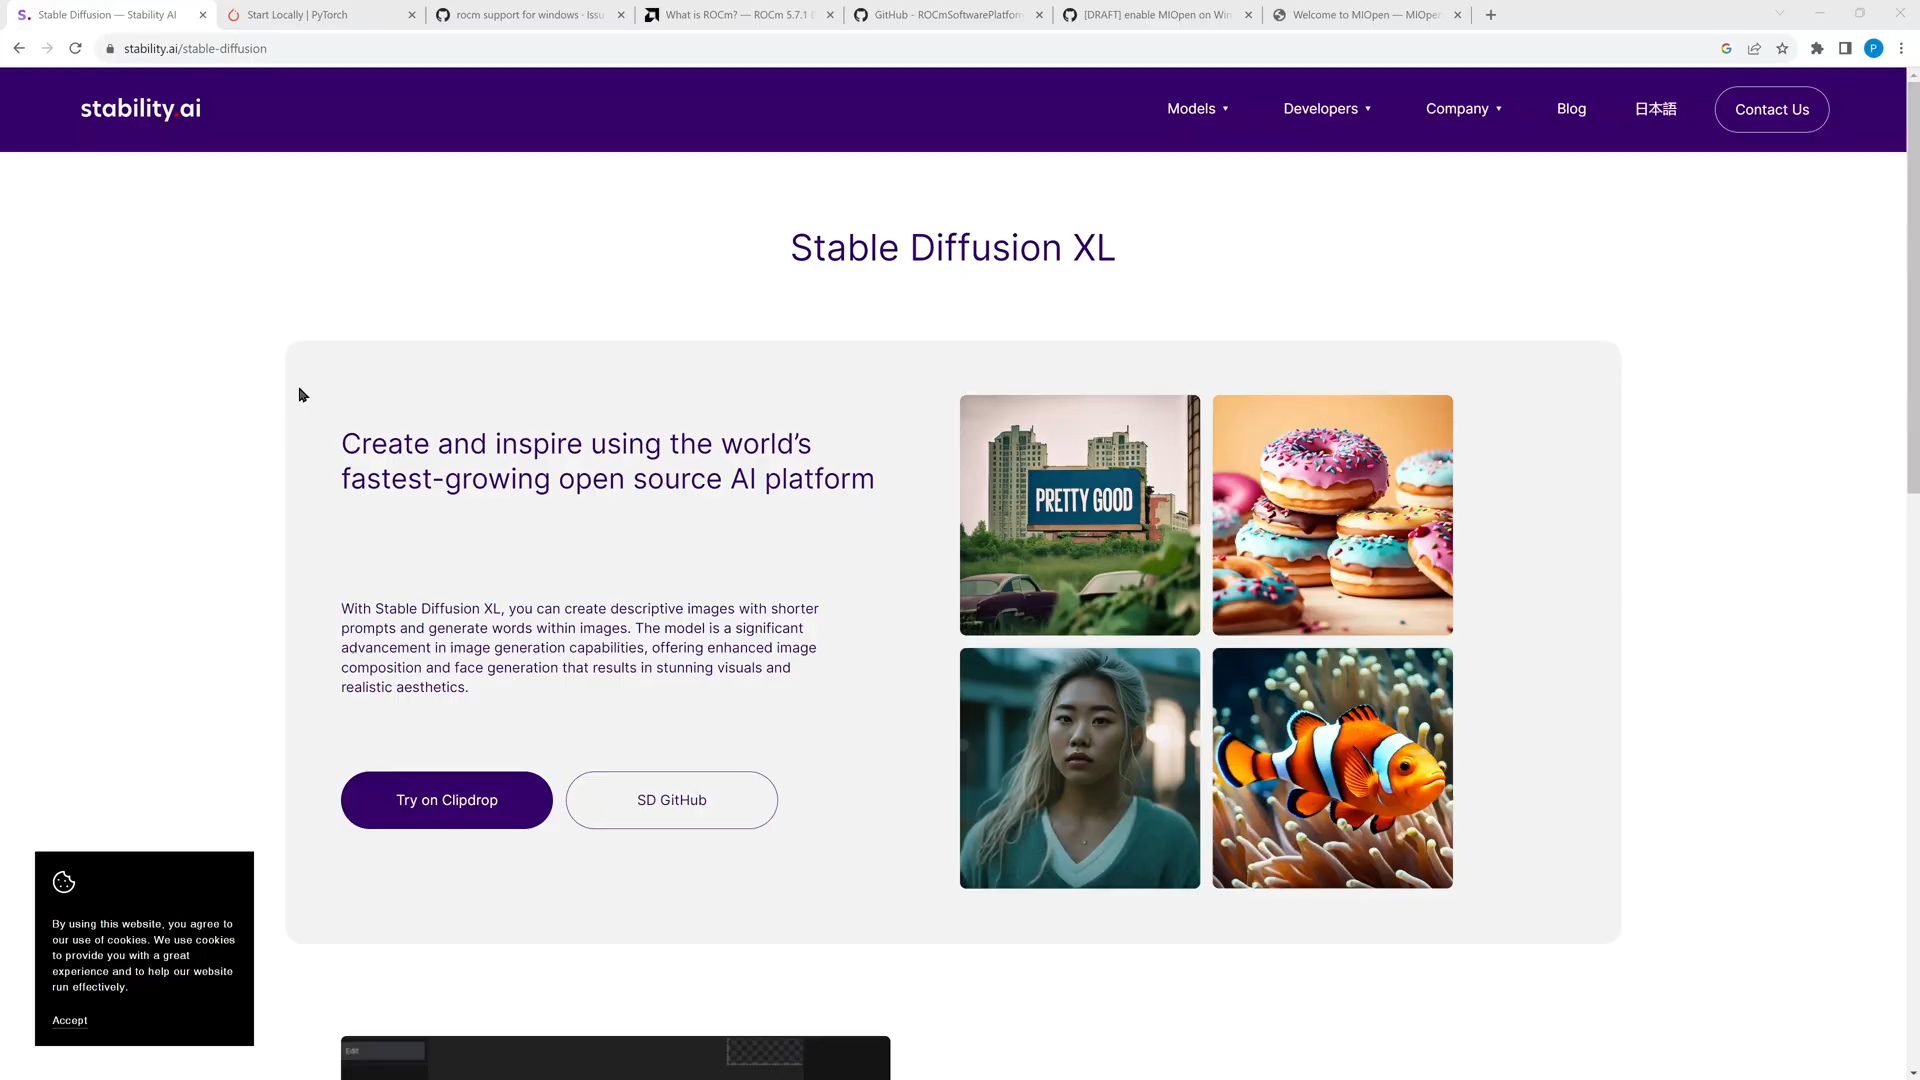 Stable Diffusion — Stability AI
Start Locally | PyTorch
rocm support for windows · Issu
What is ROCm? — ROCm 5.7.1
GitHub - ROCmSoftwarePlatform
[DRAFT] enable MIOpen on Win
Welcome to MIOpen — MIOpen
stability.ai/stable-diffusion
P
stability.ai
Models
Developers
Company
Blog
日本語
Contact Us
Stable Diffusion XL
Create and inspire using the world’s
fastest-growing open source AI platform
With Stable Diffusion XL, you can create descriptive images with shorter
prompts and generate words within images. The model is a significant
advancement in image generation capabilities, offering enhanced image
composition and face generation that results in stunning visuals and
realistic aesthetics.
Try on Clipdrop
SD GitHub
PRETTY GOOD
By using this website, you agree to
our use of cookies. We use cookies
to provide you with a great
experience and to help our website
run effectively.
Accept
Edit